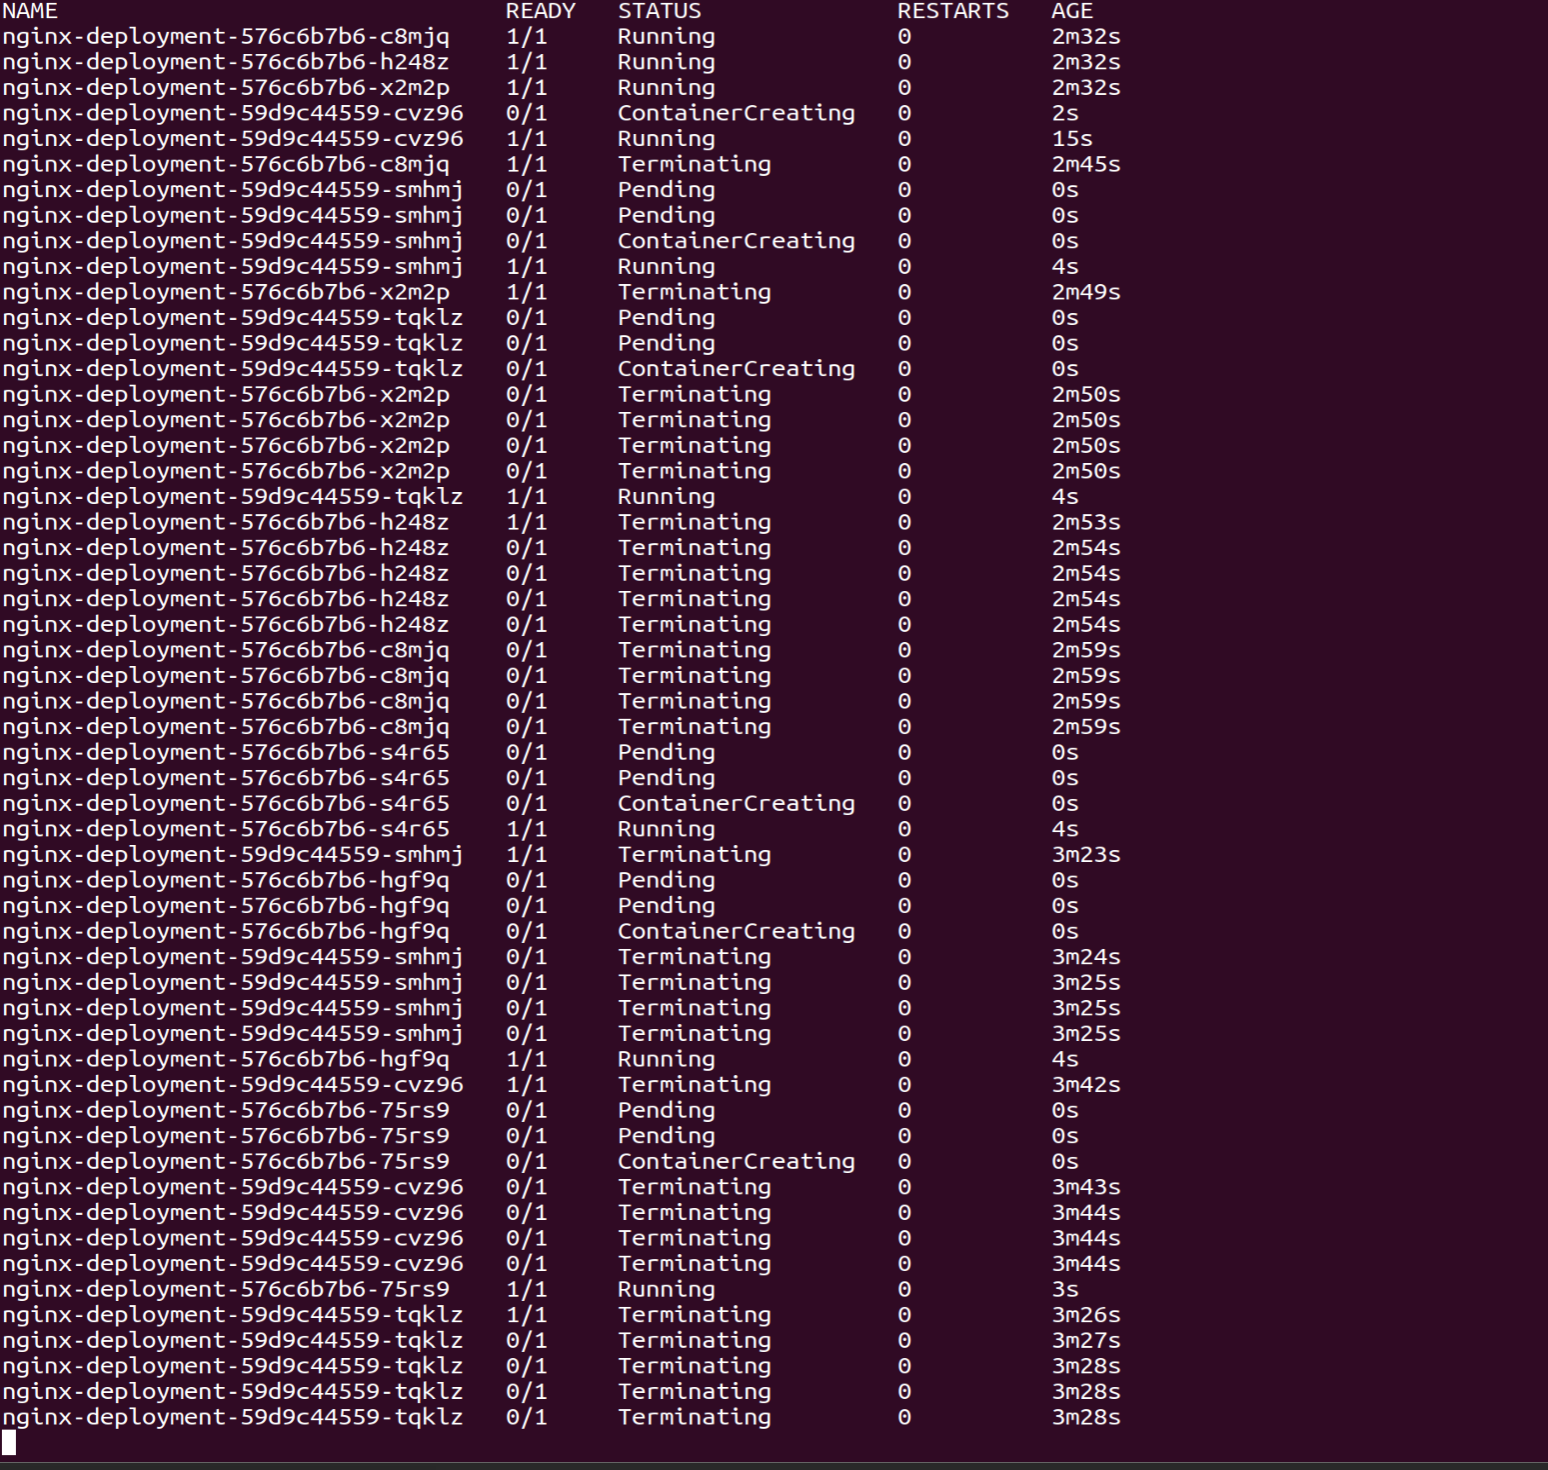 NAME                                READY   STATUS              RESTARTS   AGE
nginx-deployment-576c6b7b6-c8mjq    1/1     Running             0          2m32s
nginx-deployment-576c6b7b6-h248z    1/1     Running             0          2m32s
nginx-deployment-576c6b7b6-x2m2p    1/1     Running             0          2m32s
nginx-deployment-59d9c44559-cvz96   0/1     ContainerCreating   0          2s
nginx-deployment-59d9c44559-cvz96   1/1     Running             0          15s
nginx-deployment-576c6b7b6-c8mjq    1/1     Terminating         0          2m45s
nginx-deployment-59d9c44559-smhmj   0/1     Pending             0          0s
nginx-deployment-59d9c44559-smhmj   0/1     Pending             0          0s
nginx-deployment-59d9c44559-smhmj   0/1     ContainerCreating   0          0s
nginx-deployment-59d9c44559-smhmj   1/1     Running             0          4s
nginx-deployment-576c6b7b6-x2m2p    1/1     Terminating         0          2m49s
nginx-deployment-59d9c44559-tqklz   0/1     Pending             0          0s
nginx-deployment-59d9c44559-tqklz   0/1     Pending             0          0s
nginx-deployment-59d9c44559-tqklz   0/1     ContainerCreating   0          0s
nginx-deployment-576c6b7b6-x2m2p    0/1     Terminating         0          2m50s
nginx-deployment-576c6b7b6-x2m2p    0/1     Terminating         0          2m50s
nginx-deployment-576c6b7b6-x2m2p    0/1     Terminating         0          2m50s
nginx-deployment-576c6b7b6-x2m2p    0/1     Terminating         0          2m50s
nginx-deployment-59d9c44559-tqklz   1/1     Running             0          4s
nginx-deployment-576c6b7b6-h248z    1/1     Terminating         0          2m53s
nginx-deployment-576c6b7b6-h248z    0/1     Terminating         0          2m54s
nginx-deployment-576c6b7b6-h248z    0/1     Terminating         0          2m54s
nginx-deployment-576c6b7b6-h248z    0/1     Terminating         0          2m54s
nginx-deployment-576c6b7b6-h248z    0/1     Terminating         0          2m54s
nginx-deployment-576c6b7b6-c8mjq    0/1     Terminating         0          2m59s
nginx-deployment-576c6b7b6-c8mjq    0/1     Terminating         0          2m59s
nginx-deployment-576c6b7b6-c8mjq    0/1     Terminating         0          2m59s
nginx-deployment-576c6b7b6-c8mjq    0/1     Terminating         0          2m59s
nginx-deployment-576c6b7b6-s4r65    0/1     Pending             0          0s
nginx-deployment-576c6b7b6-s4r65    0/1     Pending             0          0s
nginx-deployment-576c6b7b6-s4r65    0/1     ContainerCreating   0          0s
nginx-deployment-576c6b7b6-s4r65    1/1     Running             0          4s
nginx-deployment-59d9c44559-smhmj   1/1     Terminating         0          3m23s
nginx-deployment-576c6b7b6-hgf9q    0/1     Pending             0          0s
nginx-deployment-576c6b7b6-hgf9q    0/1     Pending             0          0s
nginx-deployment-576c6b7b6-hgf9q    0/1     ContainerCreating   0          0s
nginx-deployment-59d9c44559-smhmj   0/1     Terminating         0          3m24s
nginx-deployment-59d9c44559-smhmj   0/1     Terminating         0          3m25s
nginx-deployment-59d9c44559-smhmj   0/1     Terminating         0          3m25s
nginx-deployment-59d9c44559-smhmj   0/1     Terminating         0          3m25s
nginx-deployment-576c6b7b6-hgf9q    1/1     Running             0          4s
nginx-deployment-59d9c44559-cvz96   1/1     Terminating         0          3m42s
nginx-deployment-576c6b7b6-75rs9    0/1     Pending             0          0s
nginx-deployment-576c6b7b6-75rs9    0/1     Pending             0          0s
nginx-deployment-576c6b7b6-75rs9    0/1     ContainerCreating   0          0s
nginx-deployment-59d9c44559-cvz96   0/1     Terminating         0          3m43s
nginx-deployment-59d9c44559-cvz96   0/1     Terminating         0          3m44s
nginx-deployment-59d9c44559-cvz96   0/1     Terminating         0          3m44s
nginx-deployment-59d9c44559-cvz96   0/1     Terminating         0          3m44s
nginx-deployment-576c6b7b6-75rs9    1/1     Running             0          3s
nginx-deployment-59d9c44559-tqklz   1/1     Terminating         0          3m26s
nginx-deployment-59d9c44559-tqklz   0/1     Terminating         0          3m27s
nginx-deployment-59d9c44559-tqklz   0/1     Terminating         0          3m28s
nginx-deployment-59d9c44559-tqklz   0/1     Terminating         0          3m28s
nginx-deployment-59d9c44559-tqklz   0/1     Terminating         0          3m28s